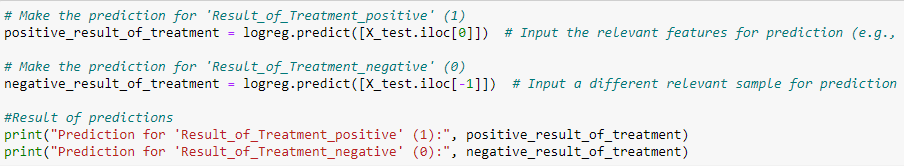 # Make the prediction for 'Result_of_Treatment_positive' (1)
positive_result_of_treatment = logreg.predict([X_test.iloc[0]])  # Input the relevant features for prediction (e.g.,
# Make the prediction for 'Result_of_Treatment_negative' (0)
negative_result_of_treatment = logreg.predict([X_test.iloc[-1]])  # Input a different relevant sample for prediction
#Result of predictions
print("Prediction for 'Result_of_Treatment_positive' (1):", positive_result_of_treatment)
print("Prediction for 'Result_of_Treatment_negative' (0):", negative_result_of_treatment)